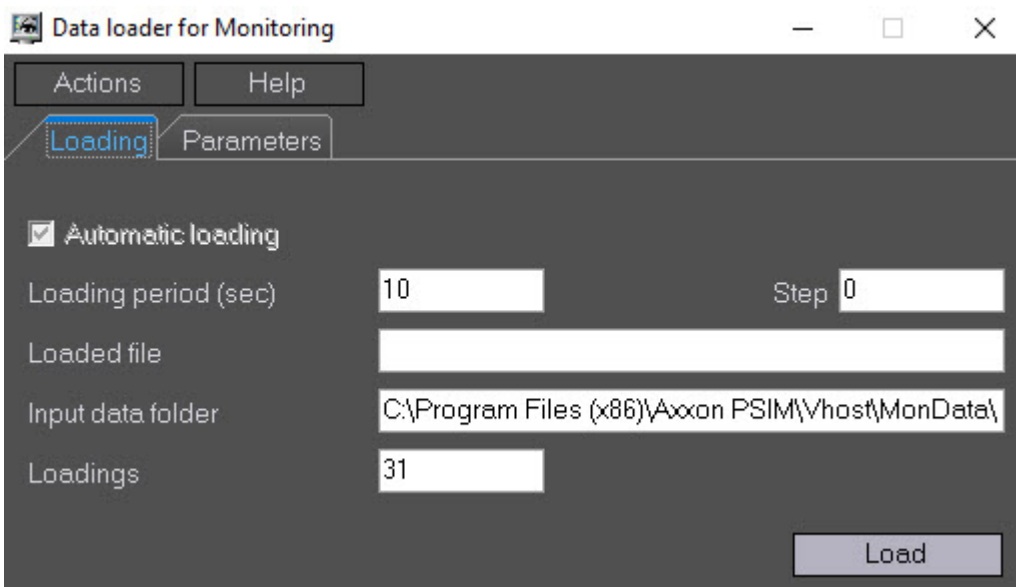 Data loader for Monitoring
Actions Help
Loading Parameters
Automatic loading
Loading period (sec) 10 Step 0
Loaded file
Input data folder C:\Program Files (x86)\Axxon PSIM\Vhost\MonData\
Loadings 31
Load